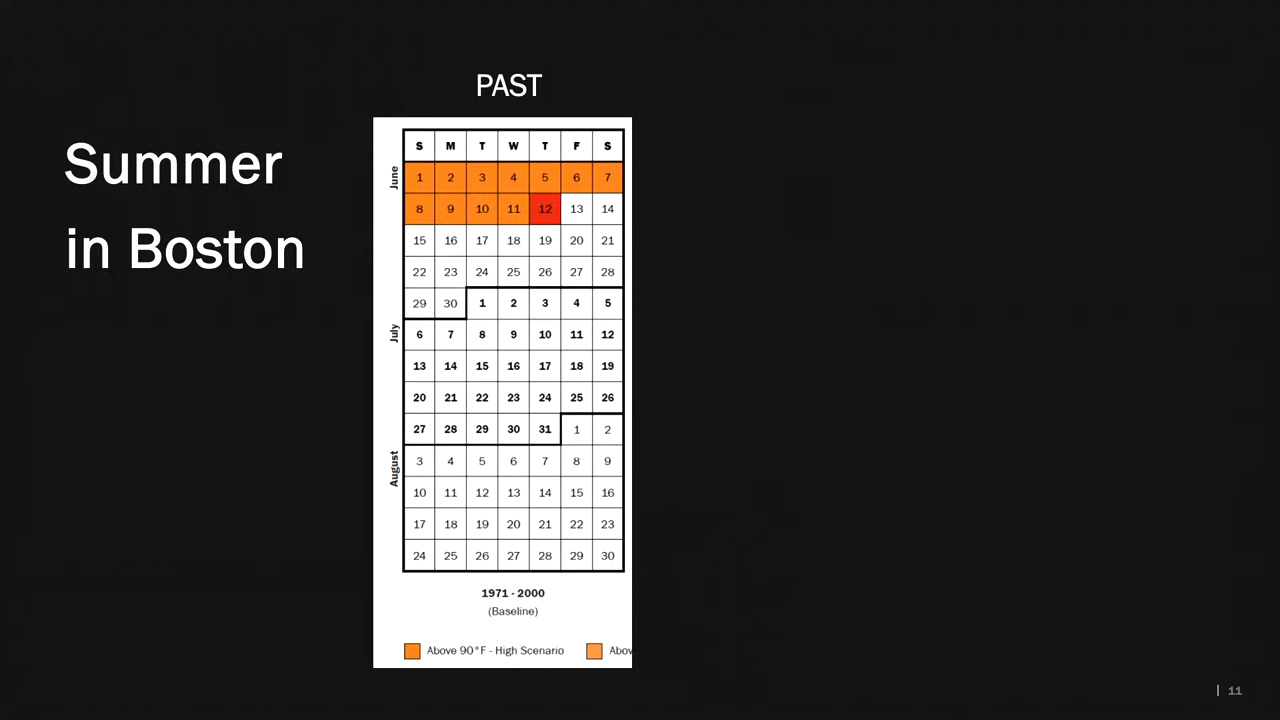 PAST
Summer
in Boston
S M T W T F S
June
1 2 3 4 5 6 7
8 9 10 11 12 13 14
15 16 17 18 19 20 21
22 23 24 25 26 27 28
29 30 1 2 3 4 5
July
6 7 8 9 10 11 12
13 14 15 16 17 18 19
20 21 22 23 24 25 26
27 28 29 30 31 1 2
August
3 4 5 6 7 8 9
10 11 12 13 14 15 16
17 18 19 20 21 22 23
24 25 26 27 28 29 30
1971 - 2000
(Baseline)
Above 90°F - High Scenario
| 11